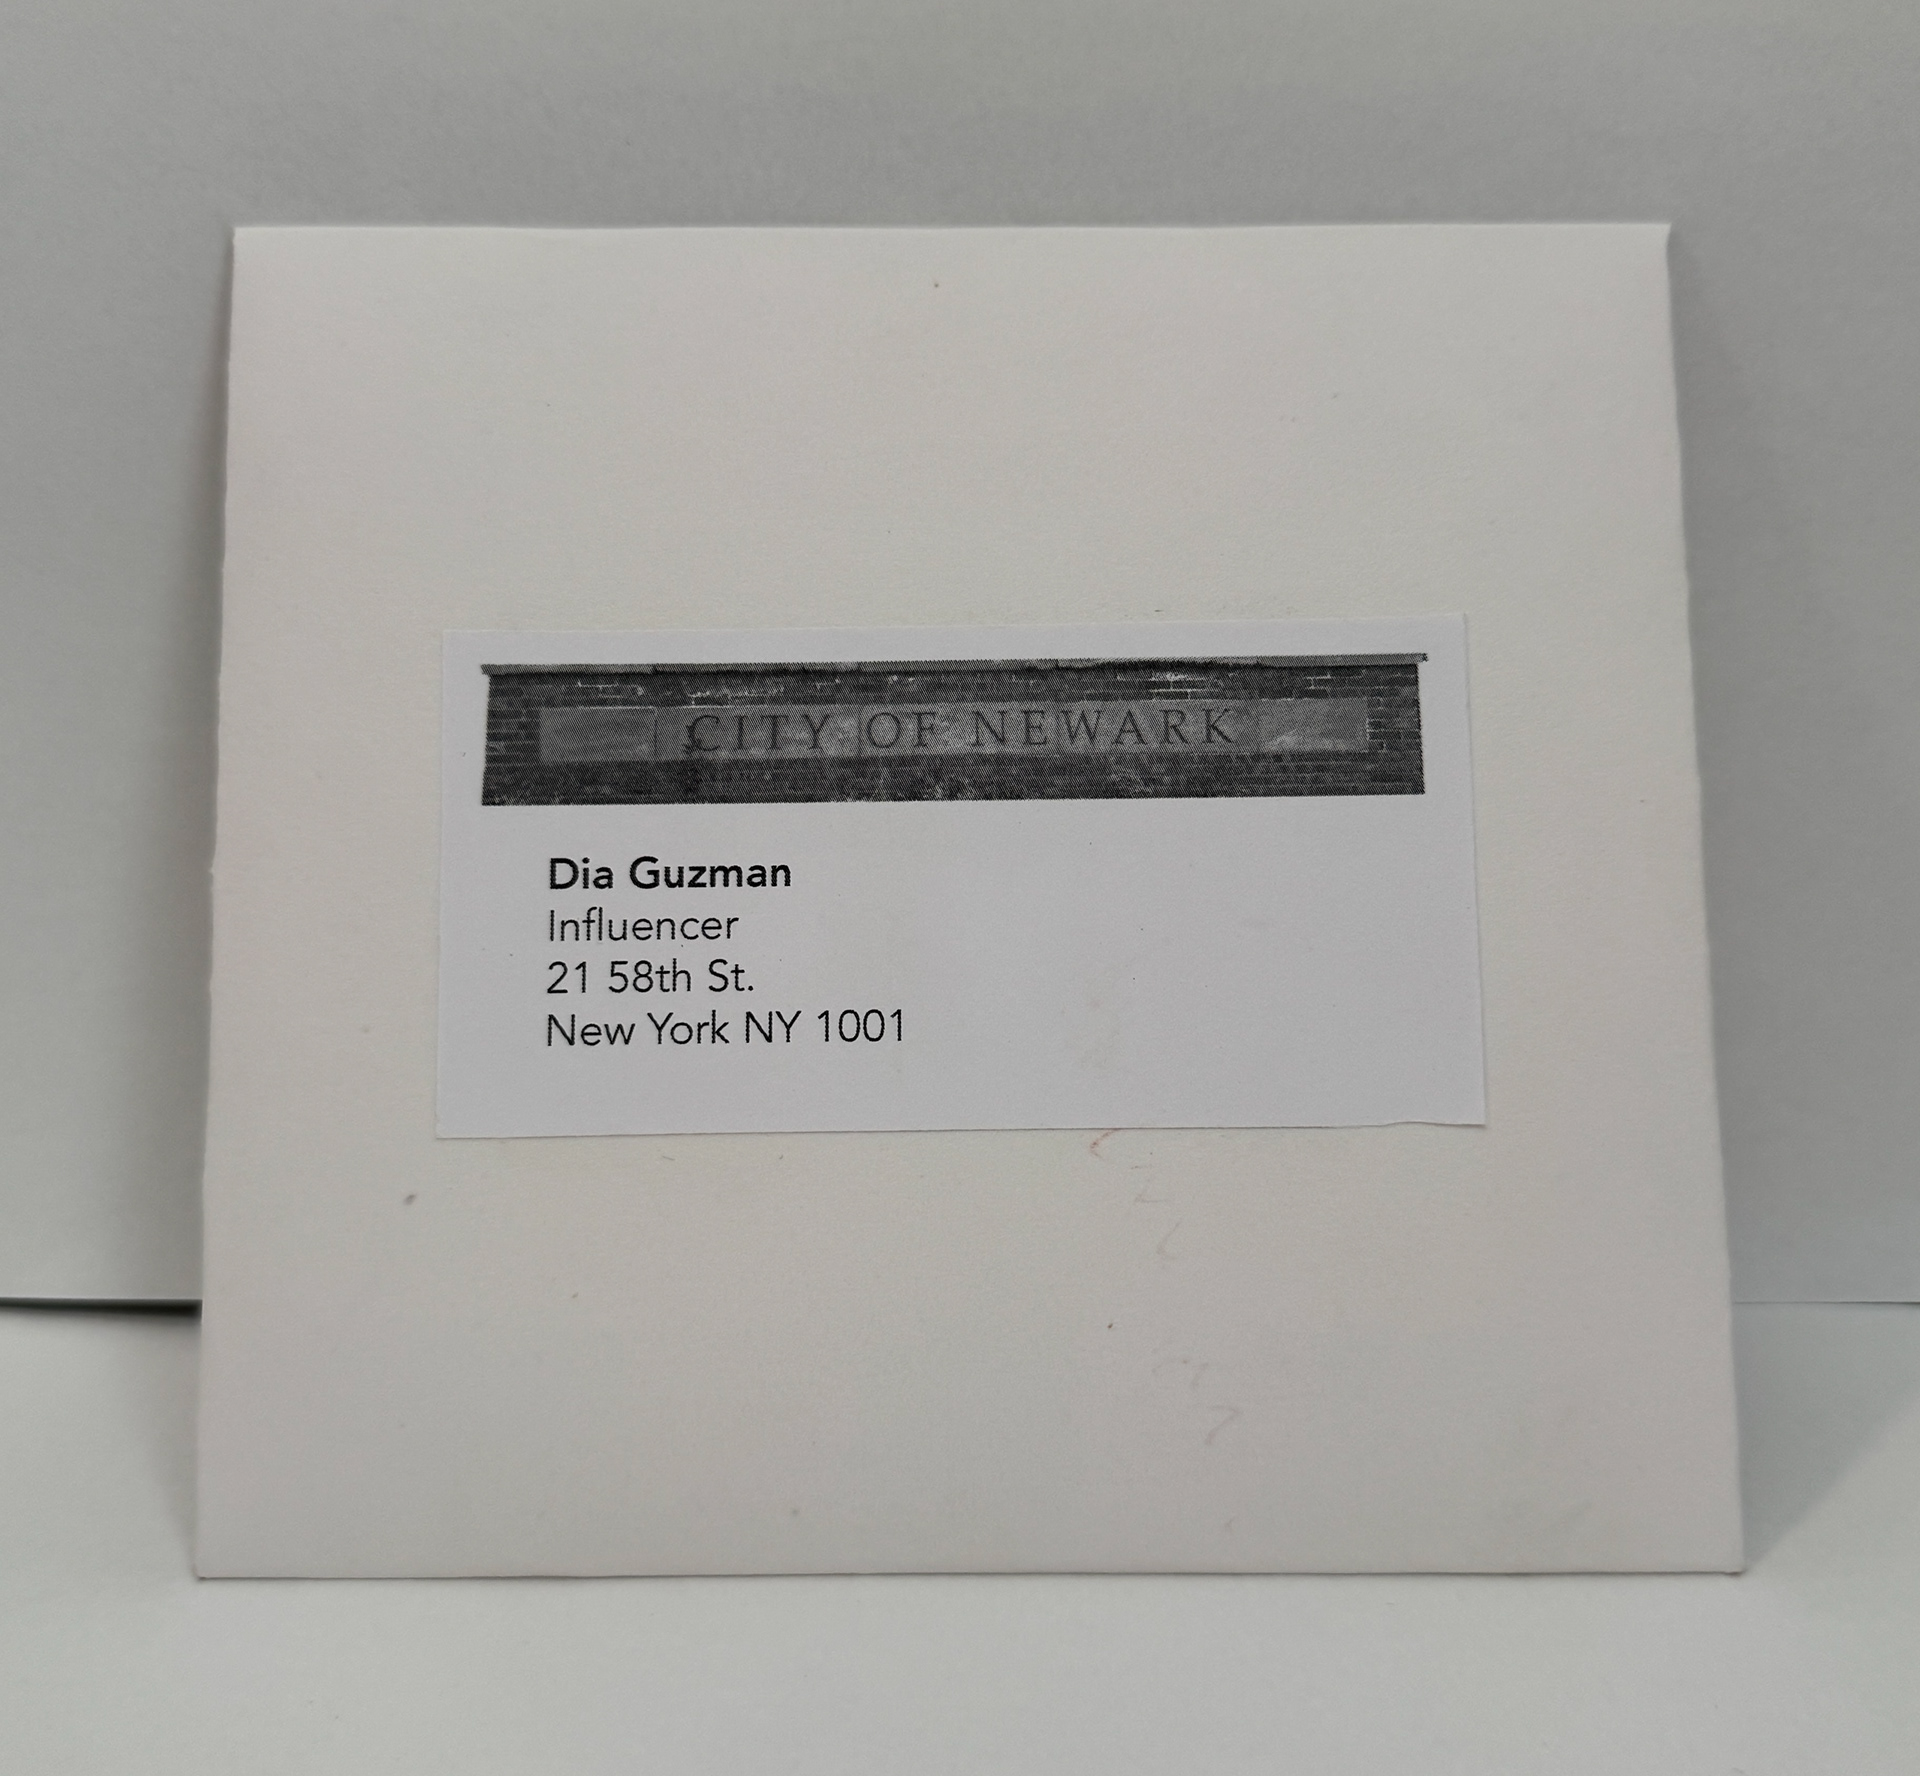 CITY OF NEWARK
Dia Guzman
Influencer
21 58th St.
New York NY 1001